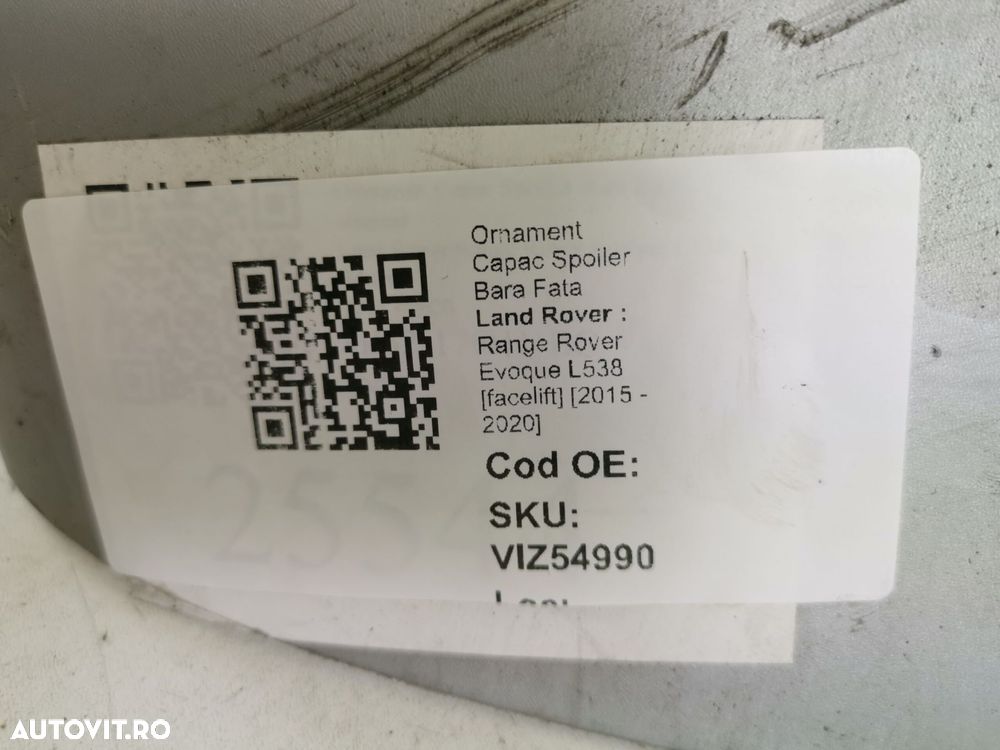 Ornament
Capac Spoiler
Bara Fata
Land Rover :
Range Rover
Evoque L538
[facelift] [2015 -
2020]
Cod OE:
SKU:
VIZ54990
AUTOVIT.RO